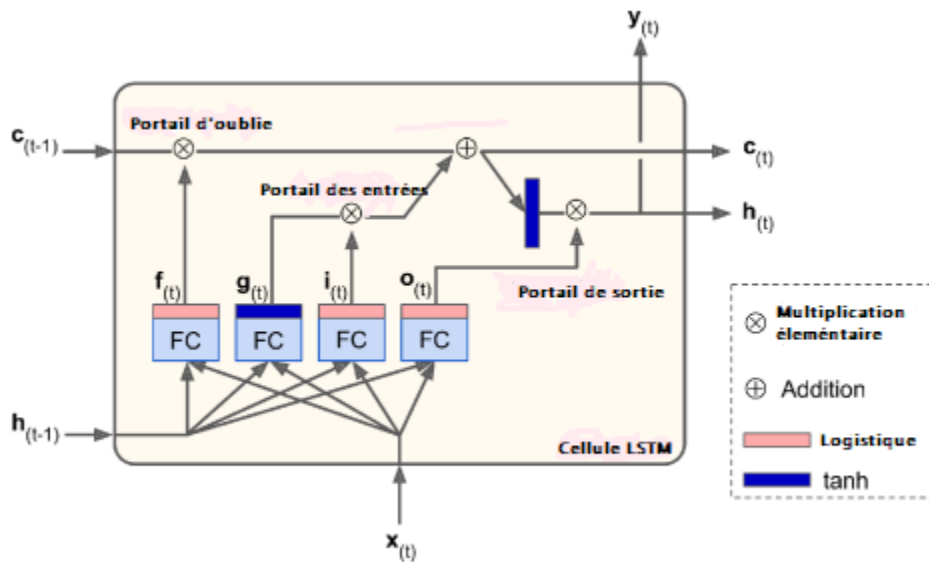 y(t)
Portail d'oublie
c(t-1)
c(t)
Portail des entrées
h(t)
f(t) g(t) i(t) o(t)
Portail de sortie
FC FC FC FC
h(t-1)
Cellule LSTM
x(t)
Multiplication
élémentaire
Addition
Logistique
tanh